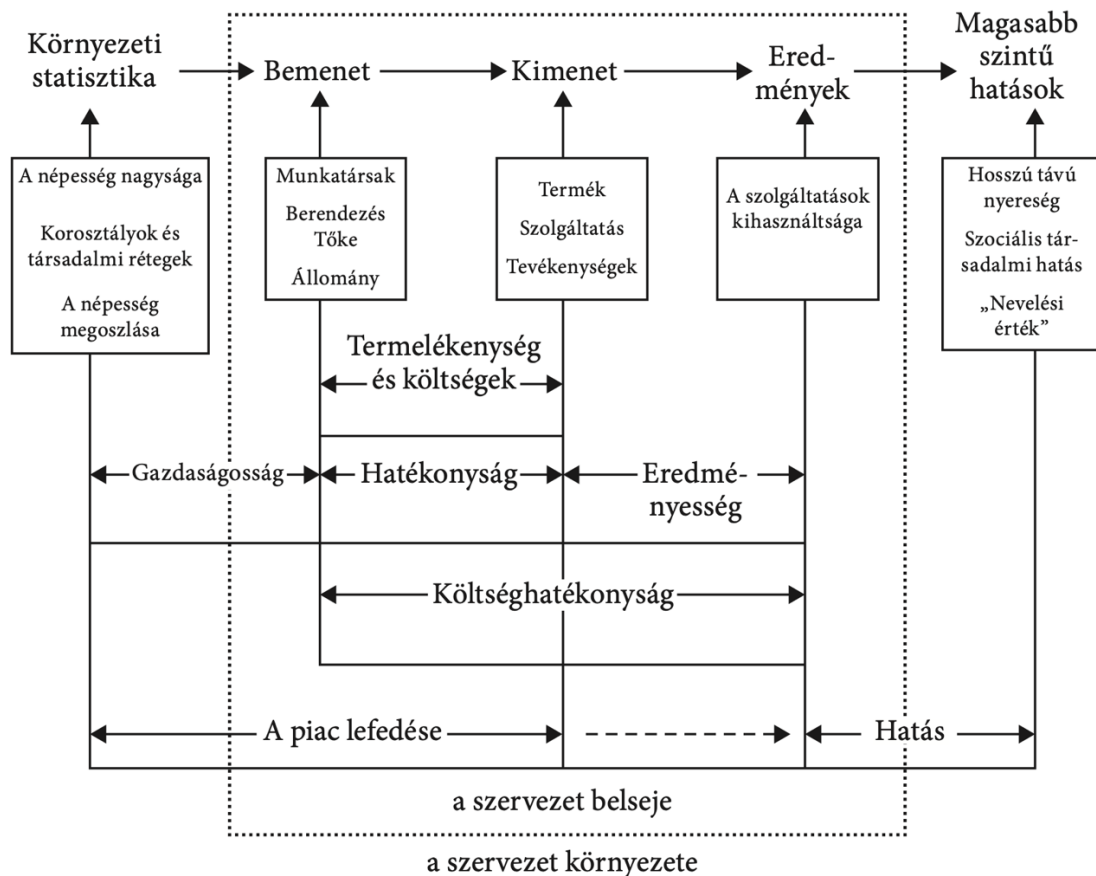 Környezeti
statisztika
Bemenet
Kimenet
Ered-
mények
Magasabb
szintű
hatások
A népesség nagysága
Korosztályok és
társadalmi rétegek
A népesség
megoszlása
Munkatársak
Berendezés
Tőke
Állomány
Termék
Szolgáltatás
Tevékenységek
A szolgáltatások
kihasználtsága
Hosszú távú
nyereség
Szociális tár-
sadalmi hatás
„Nevelési
érték”
Termelékenység
és költségek
Gazdaságosság
Hatékonyság
Eredmé-
nyesség
Költséghatékonyság
A piac lefedése
Hatás
a szervezet belseje
a szervezet környezete